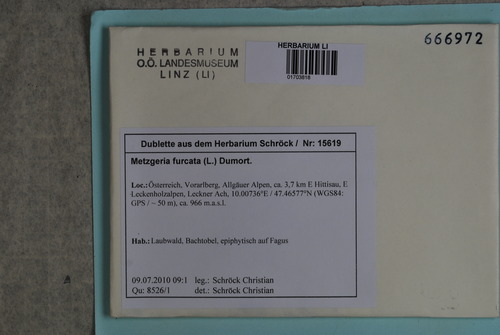 HERBARIUM
O.Ö. LANDESMUSEUM
LINZ (LI)
HERBARIUM LI
01703818
666972
Dublette aus dem Herbarium Schröck / Nr: 15619
Metzgeria furcata (L.) Dumort.
Loc.: Österreich, Vorarlberg, Allgäuer Alpen, ca. 3,7 km E Hittisau, E
Leckenholzalpen, Leckner Ach, 10.00736°E / 47.46577°N (WGS84:
GPS / ~ 50 m), ca. 966 m.a.s.l.
Hab.: Laubwald, Bachtobel, epiphytisch auf Fagus
09.07.2010 09:1 leg.: Schröck Christian
Qu: 8526/1 det.: Schröck Christian